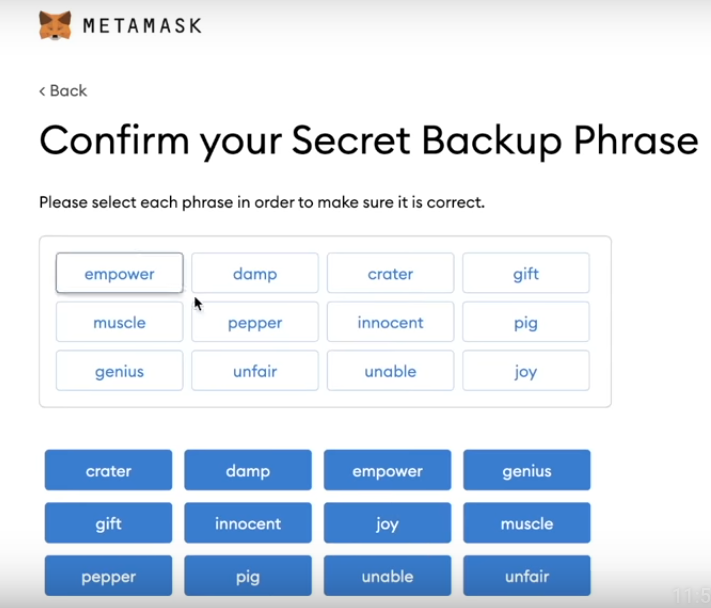 METAMASK
< Back
Confirm your Secret Backup Phrase
Please select each phrase in order to make sure it is correct.
empower damp crater gift
muscle pepper innocent pig
genius unfair unable joy
crater damp empower genius
gift innocent joy muscle
pepper pig unable unfair